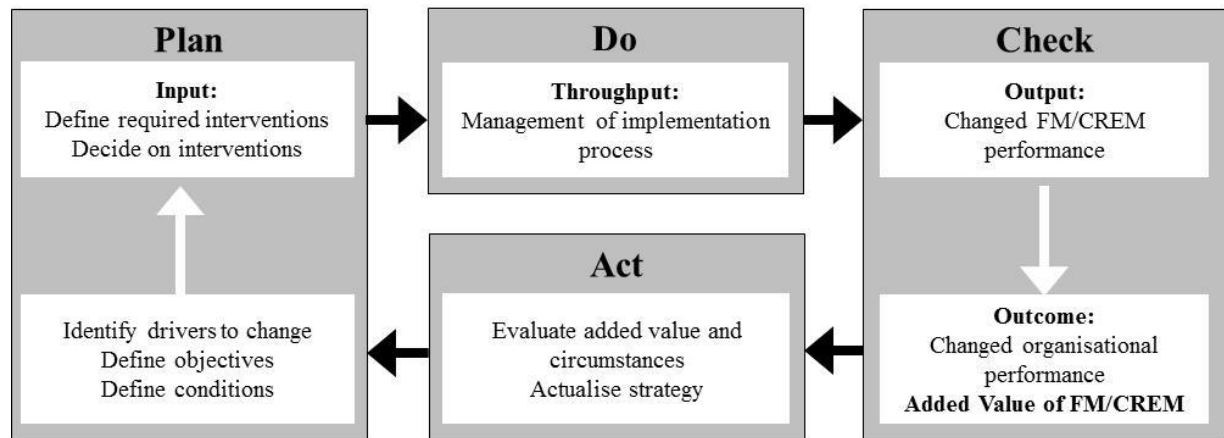 Plan
Input:
Define required interventions
Decide on interventions
Identify drivers to change
Define objectives
Define conditions
Do
Throughput:
Management of implementation
process
Check
Output:
Changed FM/CREM
performance
Outcome:
Changed organisational
performance
Added Value of FM/CREM
Act
Evaluate added value and
circumstances
Actualise strategy